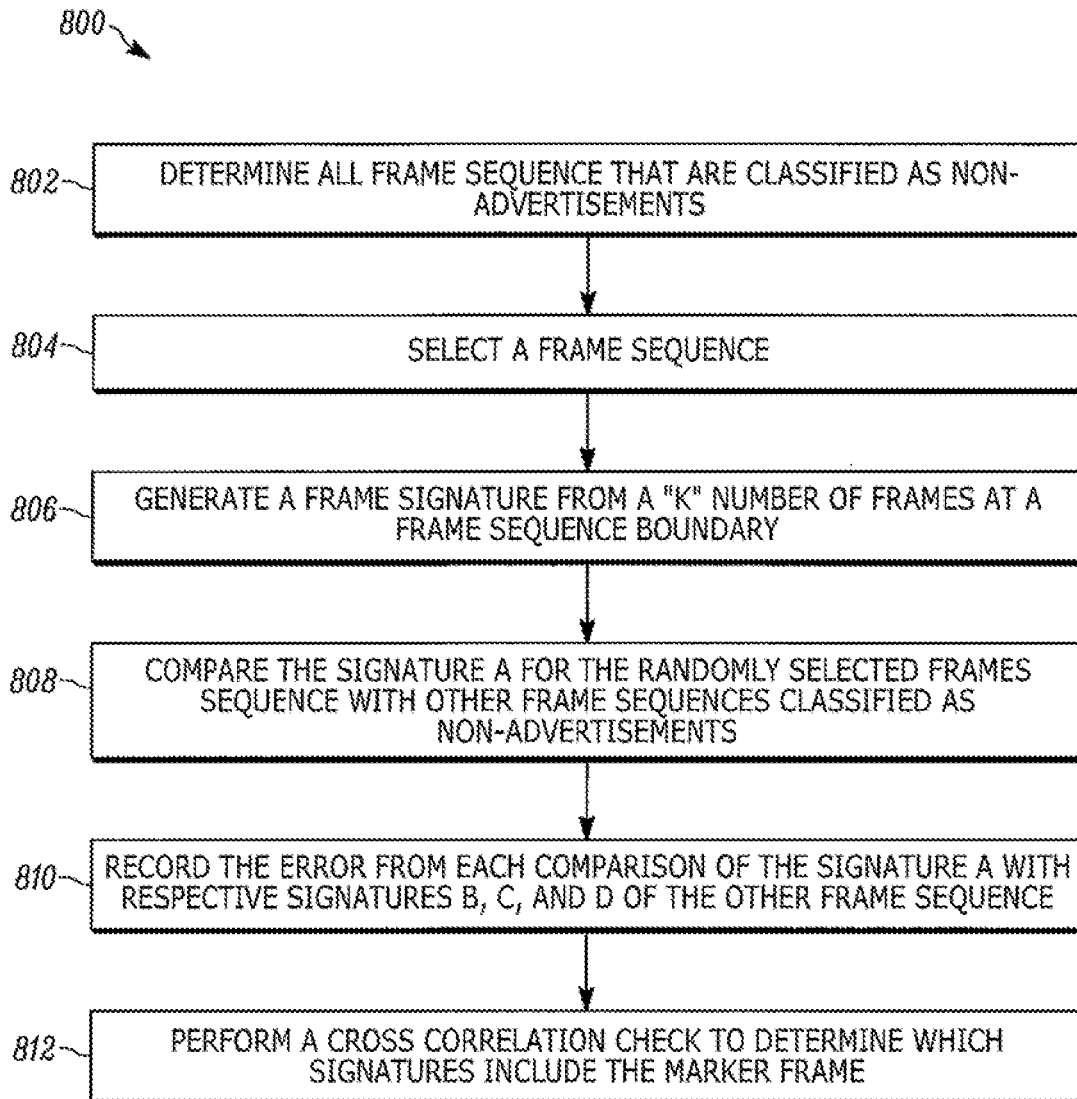 800
802
DETERMINE ALL FRAME SEQUENCE THAT ARE CLASSIFIED AS NON-
ADVERTISEMENTS
804
SELECT A FRAME SEQUENCE
806
GENERATE A FRAME SIGNATURE FROM A "K" NUMBER OF FRAMES AT A
FRAME SEQUENCE BOUNDARY
808
COMPARE THE SIGNATURE A FOR THE RANDOMLY SELECTED FRAMES
SEQUENCE WITH OTHER FRAME SEQUENCES CLASSIFIED AS
NON-ADVERTISEMENTS
810
RECORD THE ERROR FROM EACH COMPARISON OF THE SIGNATURE A WITH
RESPECTIVE SIGNATURES B, C, AND D OF THE OTHER FRAME SEQUENCE
812
PERFORM A CROSS CORRELATION CHECK TO DETERMINE WHICH
SIGNATURES INCLUDE THE MARKER FRAME